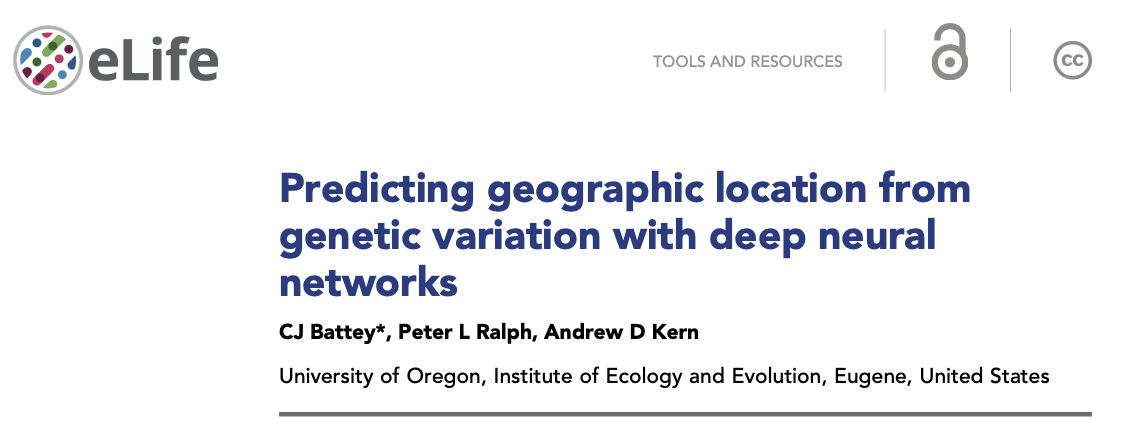 eLife
TOOLS AND RESOURCES
cc
Predicting geographic location from
genetic variation with deep neural
networks
CJ Battey*, Peter L Ralph, Andrew D Kern
University of Oregon, Institute of Ecology and Evolution, Eugene, United States